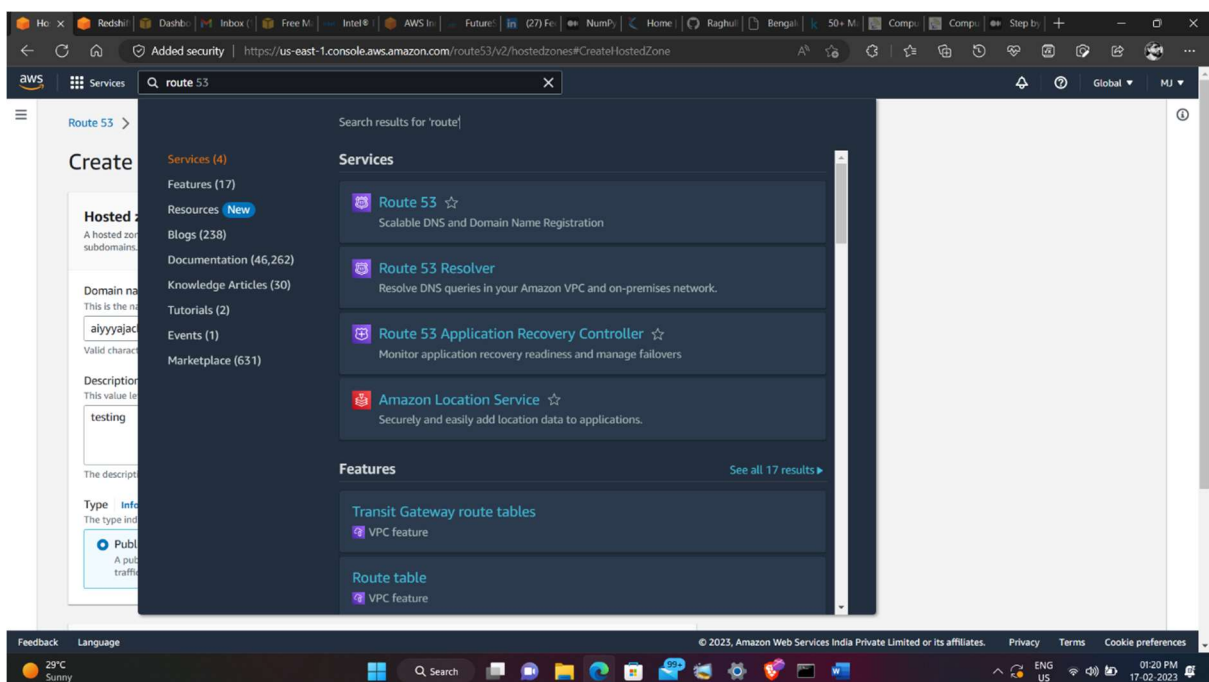 Ho
Redshif
Dashbo
Inbox (
Free M
Intel®
AWS In
FutureS
(27) Fee
NumPy
Home |
Raghul
Bengal
50+ M
Compu
Compu
Step by
Added security
https://us-east-1.console.aws.amazon.com/route53/v2/hostedzones#CreateHostedZone
aws
Services
route 53
Global
MJ
Route 53
Create
Hosted z
A hosted zon
subdomains.
Domain na
This is the na
aiyyyajacl
Valid charact
Description
This value le
testing
The descripti
Type Info
The type ind
Publ
A pub
traffic
Search results for 'route'
Services (4)
Features (17)
Resources New
Blogs (238)
Documentation (46,262)
Knowledge Articles (30)
Tutorials (2)
Events (1)
Marketplace (631)
Services
Route 53
Scalable DNS and Domain Name Registration
Route 53 Resolver
Resolve DNS queries in your Amazon VPC and on-premises network.
Route 53 Application Recovery Controller
Monitor application recovery readiness and manage failovers
Amazon Location Service
Securely and easily add location data to applications.
Features
See all 17 results
Transit Gateway route tables
VPC feature
Route table
VPC feature
Feedback
Language
© 2023, Amazon Web Services India Private Limited or its affiliates.
Privacy
Terms
Cookie preferences
29°C
Sunny
Search
99+
ENG
US
01:20 PM
17-02-2023